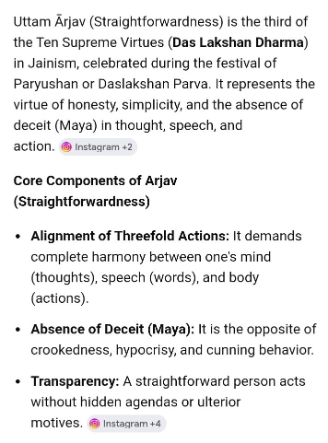 Uttam Ārjav (Straightforwardness) is the third of
the Ten Supreme Virtues (Das Lakshan Dharma)
in Jainism, celebrated during the festival of
Paryushan or Daslakshan Parva. It represents the
virtue of honesty, simplicity, and the absence of
deceit (Maya) in thought, speech, and
action. Instagram +2
Core Components of Arjav
(Straightforwardness)
• Alignment of Threefold Actions: It demands
complete harmony between one's mind
(thoughts), speech (words), and body
(actions).
• Absence of Deceit (Maya): It is the opposite of
crookedness, hypocrisy, and cunning behavior.
• Transparency: A straightforward person acts
without hidden agendas or ulterior
motives. Instagram +4